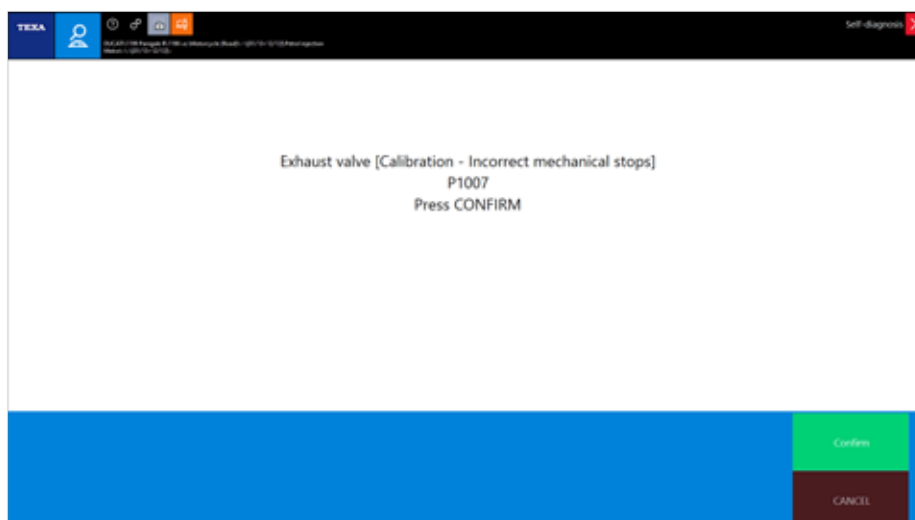 TEXA
Self-diagnosis
Exhaust valve [Calibration - Incorrect mechanical stops]
P1007
Press CONFIRM
Confirm
CANCEL